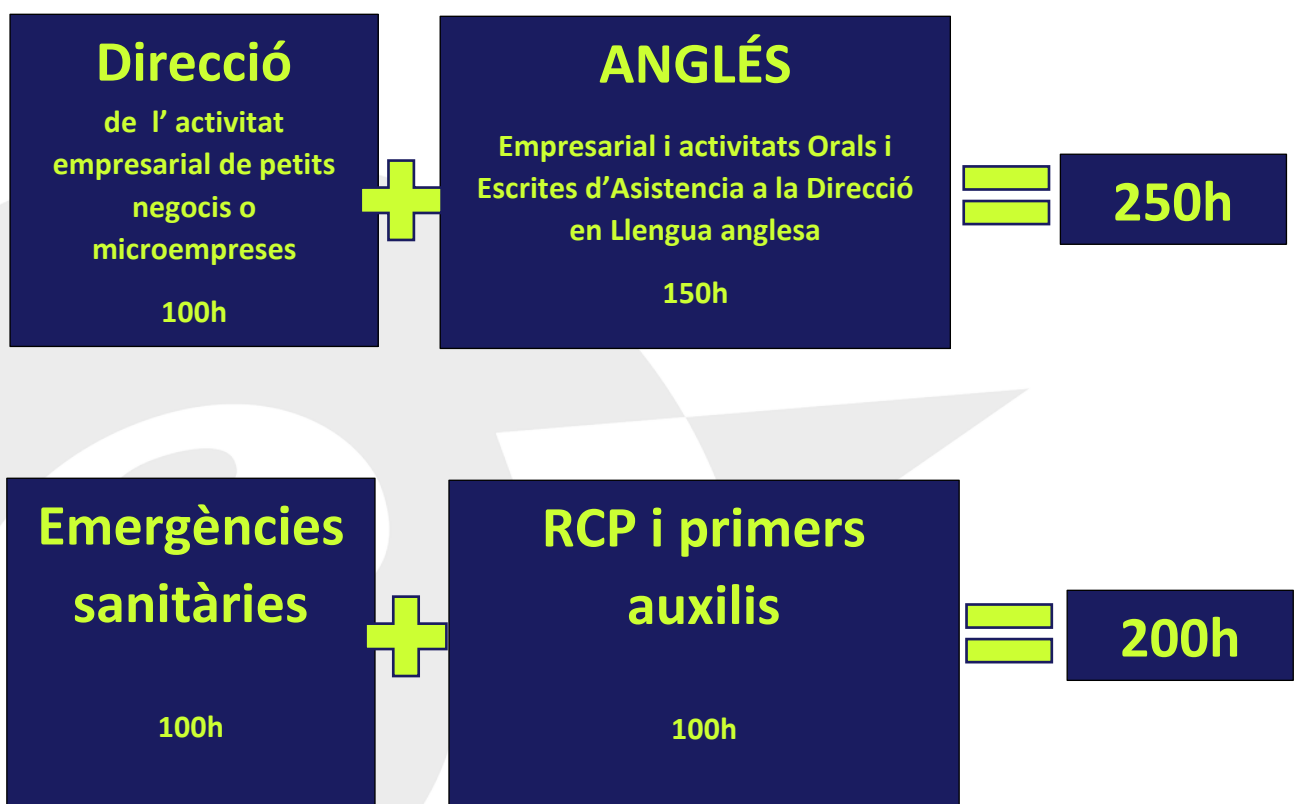 Direcció
de l' activitat
empresarial de petits
negocis o
microempreses
100h
ANGLÉS
Empresarial i activitats Orals i
Escrites d'Asistencia a la Direcció
en Llengua anglesa
150h
250h
Emergències
sanitàries
100h
RCP i primers
auxilis
100h
200h